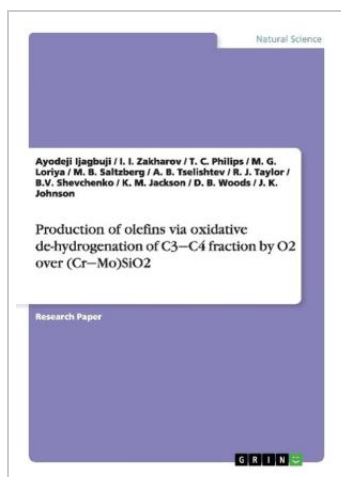 Natural Science
Ayodeji Ijagbuji / I. I. Zakharov / T. C. Philips / M. G.
Loriya / M. B. Saltzberg / A. B. Tselishtev / R. J. Taylor /
B.V. Shevchenko / K. M. Jackson / D. B. Woods / J. K.
Johnson
Production of olefins via oxidative
de-hydrogenation of C3‒C4 fraction by O2
over (Cr‒Mo)SiO2
Research Paper
G R I N